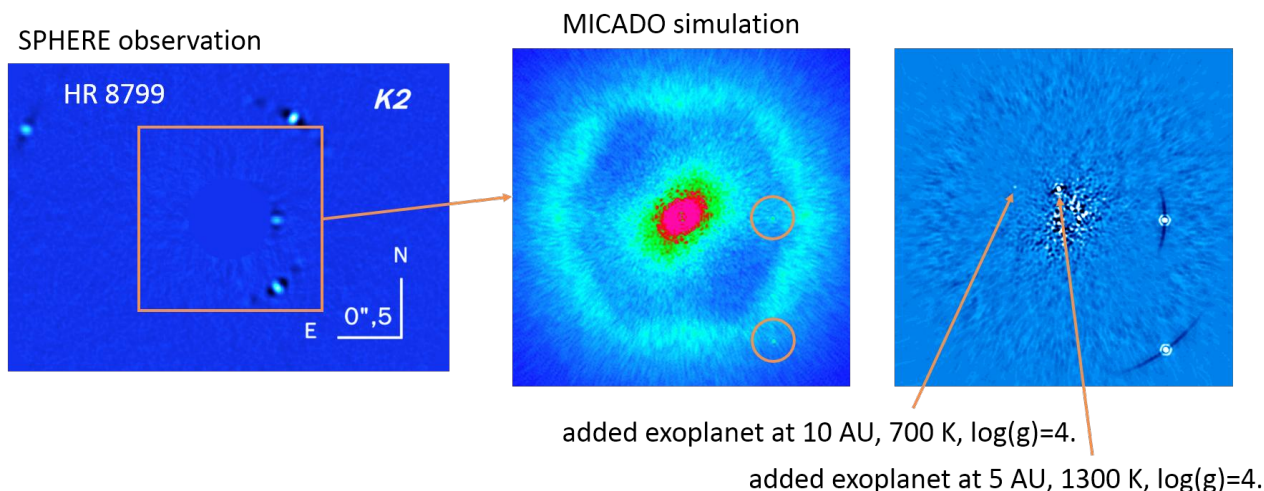 SPHERE observation
MICADO simulation
HR 8799
K2
N
E
0",5
added exoplanet at 10 AU, 700 K, log(g)=4.
added exoplanet at 5 AU, 1300 K, log(g)=4.